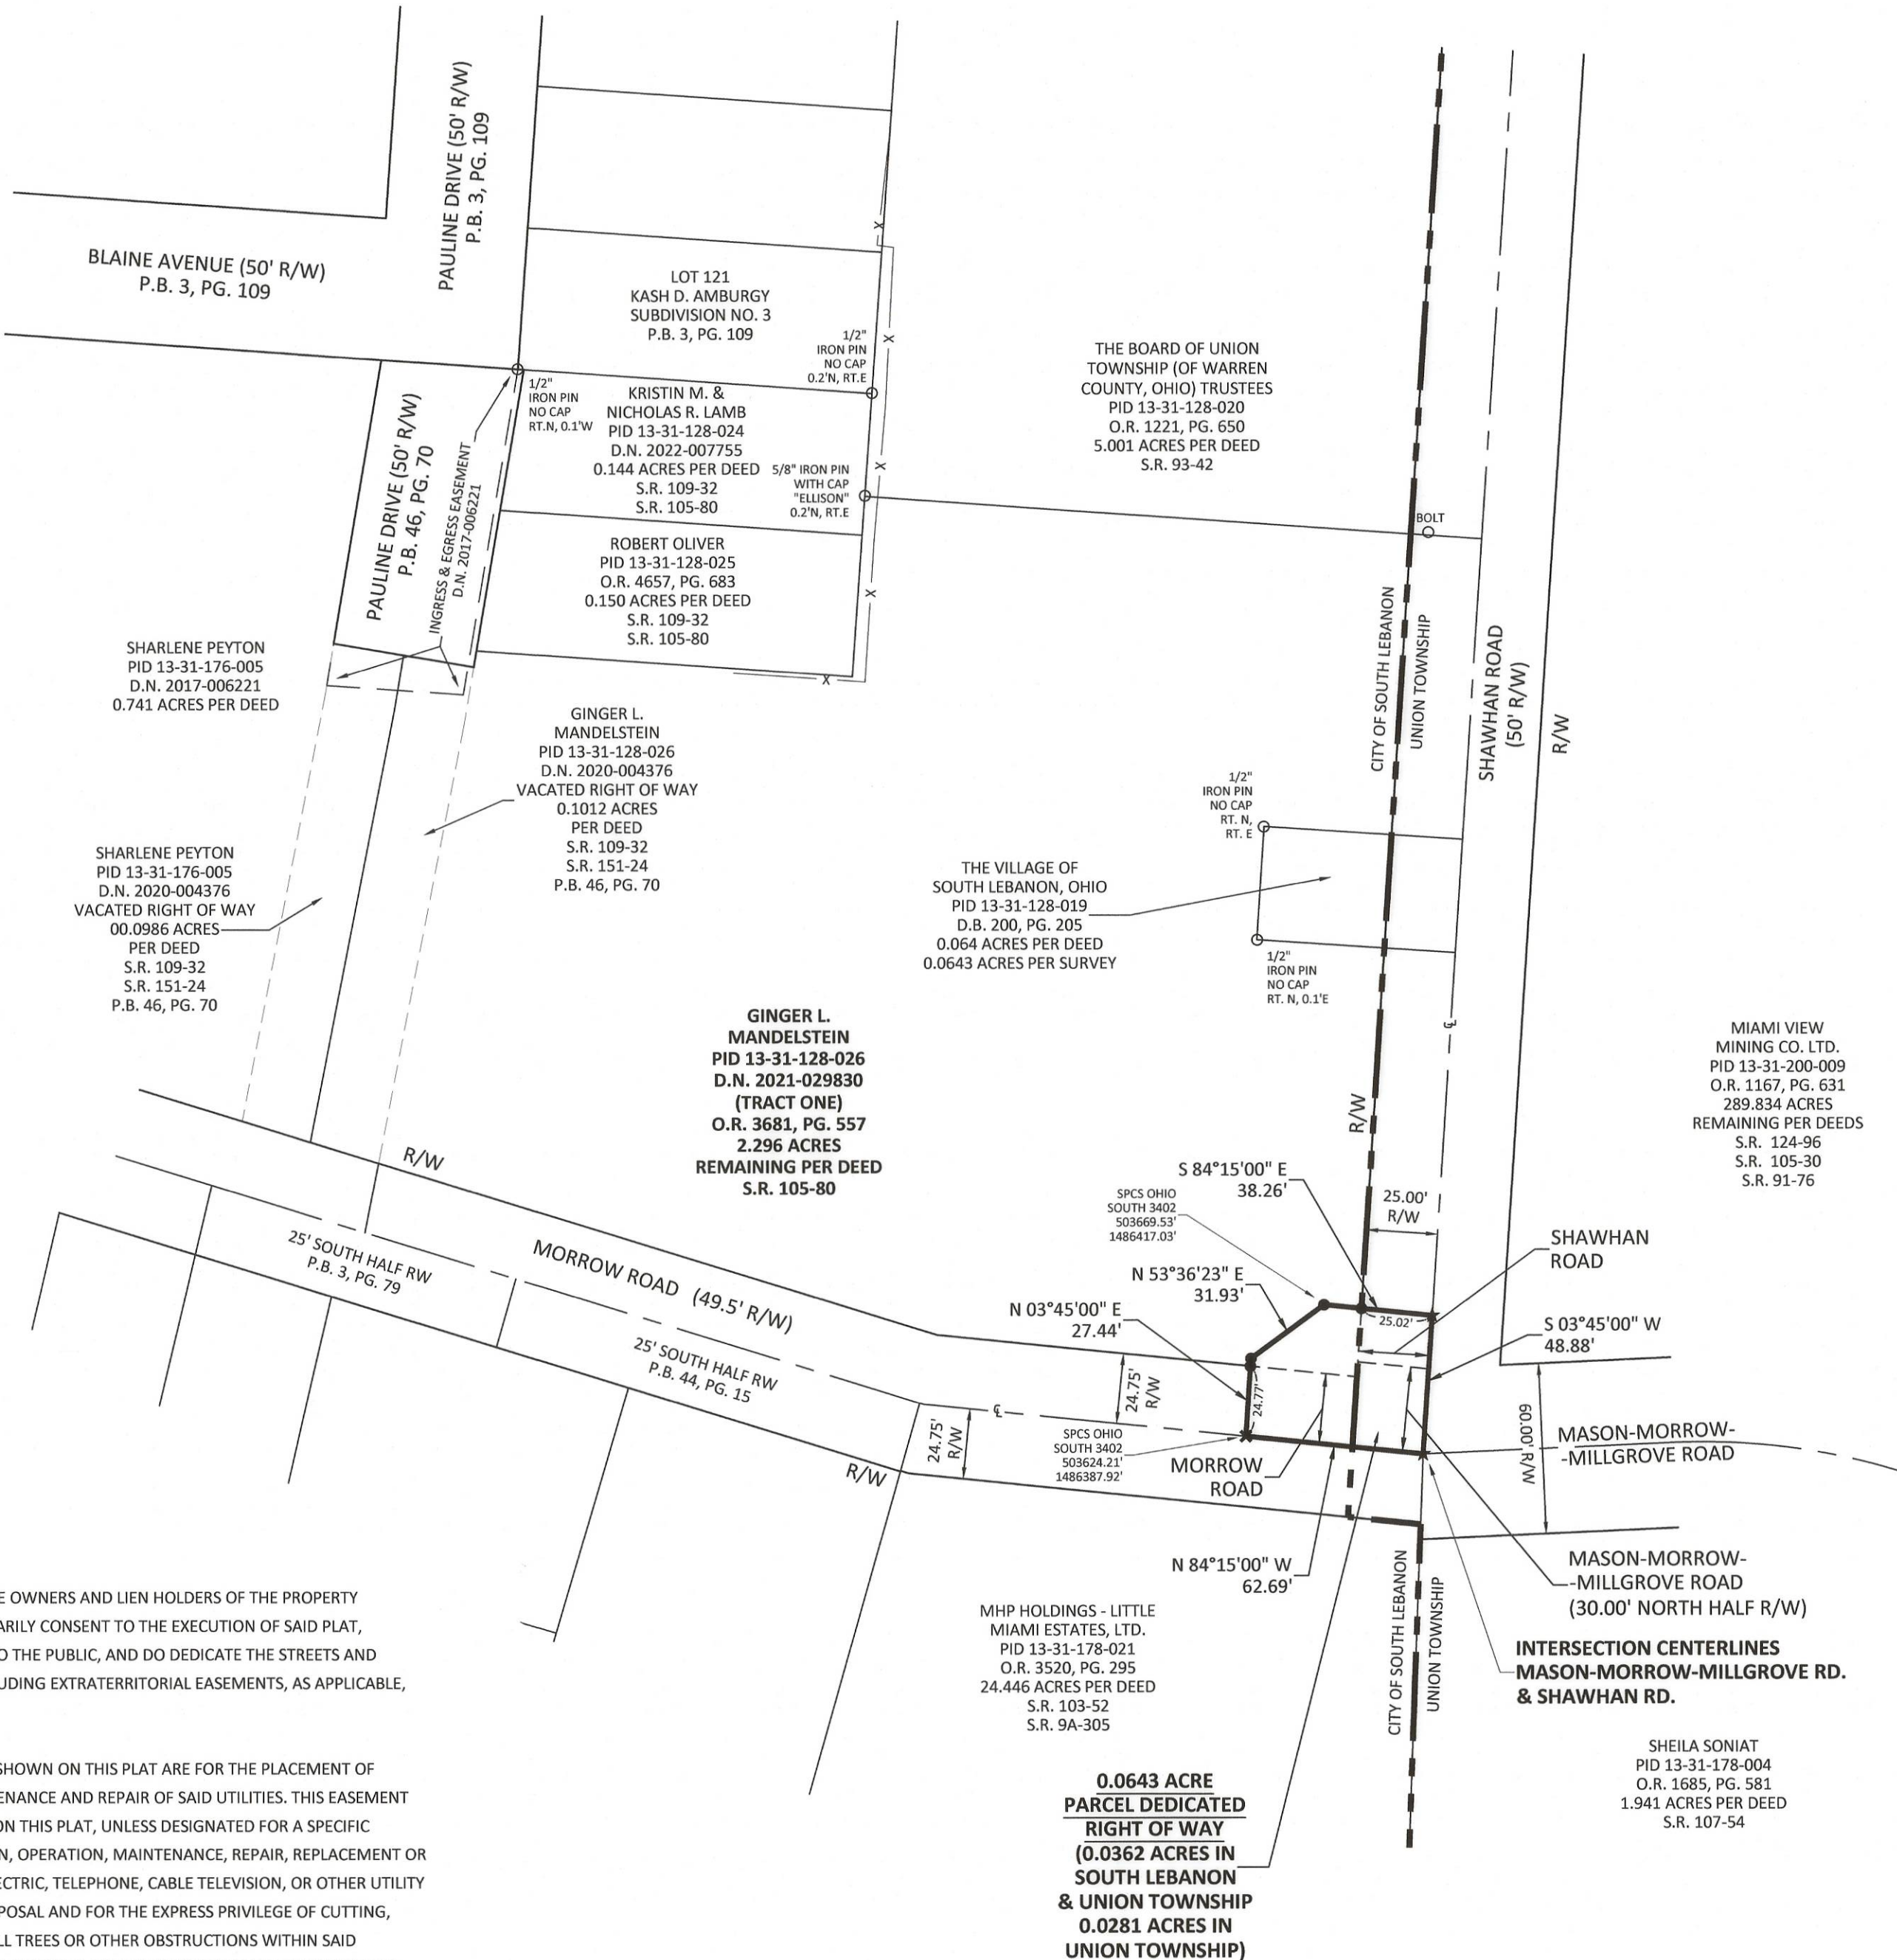 PAULINE DRIVE (50' R/W)
P.B. 3, PG. 109
BLAINE AVENUE (50' R/W)
P.B. 3, PG. 109
LOT 121
KASH D. AMBURGY
SUBDIVISION NO. 3
P.B. 3, PG. 109
1/2"
IRON PIN
NO CAP
0.2'N, RT.E
1/2"
IRON PIN
NO CAP
RT.N, 0.1'W
KRISTIN M. &
NICHOLAS R. LAMB
PID 13-31-128-024
D.N. 2022-007755
0.144 ACRES PER DEED
S.R. 109-32
S.R. 105-80
5/8" IRON PIN
WITH CAP
"ELLISON"
0.2'N, RT.E
X
X
X
X
X
THE BOARD OF UNION
TOWNSHIP (OF WARREN
COUNTY, OHIO) TRUSTEES
PID 13-31-128-020
O.R. 1221, PG. 650
5.001 ACRES PER DEED
S.R. 93-42
BOLT
PAULINE DRIVE (50' R/W)
P.B. 46, PG. 70
INGRESS & EGRESS EASEMENT
D.N. 2017-006221
ROBERT OLIVER
PID 13-31-128-025
O.R. 4657, PG. 683
0.150 ACRES PER DEED
S.R. 109-32
S.R. 105-80
CITY OF SOUTH LEBANON
UNION TOWNSHIP
SHAWHAN ROAD
(50' R/W)
R/W
SHARLENE PEYTON
PID 13-31-176-005
D.N. 2017-006221
0.741 ACRES PER DEED
GINGER L.
MANDELSTEIN
PID 13-31-128-026
D.N. 2020-004376
VACATED RIGHT OF WAY
0.1012 ACRES
PER DEED
S.R. 109-32
S.R. 151-24
P.B. 46, PG. 70
1/2"
IRON PIN
NO CAP
RT. N,
RT. E
SHARLENE PEYTON
PID 13-31-176-005
D.N. 2020-004376
VACATED RIGHT OF WAY
00.0986 ACRES
PER DEED
S.R. 109-32
S.R. 151-24
P.B. 46, PG. 70
THE VILLAGE OF
SOUTH LEBANON, OHIO
PID 13-31-128-019
D.B. 200, PG. 205
0.064 ACRES PER DEED
0.0643 ACRES PER SURVEY
1/2"
IRON PIN
NO CAP
RT. N, 0.1'E
GINGER L.
MANDELSTEIN
PID 13-31-128-026
D.N. 2021-029830
(TRACT ONE)
O.R. 3681, PG. 557
2.296 ACRES
REMAINING PER DEED
S.R. 105-80
℄
MIAMI VIEW
MINING CO. LTD.
PID 13-31-200-009
O.R. 1167, PG. 631
289.834 ACRES
REMAINING PER DEEDS
S.R. 124-96
S.R. 105-30
S.R. 91-76
R/W
R/W
S 84°15'00" E
38.26'
SPCS OHIO
SOUTH 3402
503669.53'
1486417.03'
25.00'
R/W
SHAWHAN
ROAD
N 53°36'23" E
31.93'
N 03°45'00" E
27.44'
25.02'
S 03°45'00" W
48.88'
25' SOUTH HALF RW
P.B. 3, PG. 79
MORROW ROAD (49.5' R/W)
25' SOUTH HALF RW
P.B. 44, PG. 15
24.75'
R/W
24.77'
24.75'
R/W
℄
SPCS OHIO
SOUTH 3402
503624.21'
1486387.92'
MORROW
ROAD
60.00' R/W
MASON-MORROW-
-MILLGROVE ROAD
R/W
N 84°15'00" W
62.69'
MASON-MORROW-
-MILLGROVE ROAD
(30.00' NORTH HALF R/W)
CITY OF SOUTH LEBANON
UNION TOWNSHIP
INTERSECTION CENTERLINES
MASON-MORROW-MILLGROVE RD.
& SHAWHAN RD.
MHP HOLDINGS - LITTLE
MIAMI ESTATES, LTD.
PID 13-31-178-021
O.R. 3520, PG. 295
24.446 ACRES PER DEED
S.R. 103-52
S.R. 9A-305
SHEILA SONIAT
PID 13-31-178-004
O.R. 1685, PG. 581
1.941 ACRES PER DEED
S.R. 107-54
0.0643 ACRE
PARCEL DEDICATED
RIGHT OF WAY
(0.0362 ACRES IN
SOUTH LEBANON
& UNION TOWNSHIP
0.0281 ACRES IN
UNION TOWNSHIP)
E OWNERS AND LIEN HOLDERS OF THE PROPERTY
ARILY CONSENT TO THE EXECUTION OF SAID PLAT,
O THE PUBLIC, AND DO DEDICATE THE STREETS AND
UDING EXTRATERRITORIAL EASEMENTS, AS APPLICABLE,
SHOWN ON THIS PLAT ARE FOR THE PLACEMENT OF
ENANCE AND REPAIR OF SAID UTILITIES. THIS EASEMENT
ON THIS PLAT, UNLESS DESIGNATED FOR A SPECIFIC
N, OPERATION, MAINTENANCE, REPAIR, REPLACEMENT OR
ECTRIC, TELEPHONE, CABLE TELEVISION, OR OTHER UTILITY
POSAL AND FOR THE EXPRESS PRIVILEGE OF CUTTING,
LL TREES OR OTHER OBSTRUCTIONS WITHIN SAID